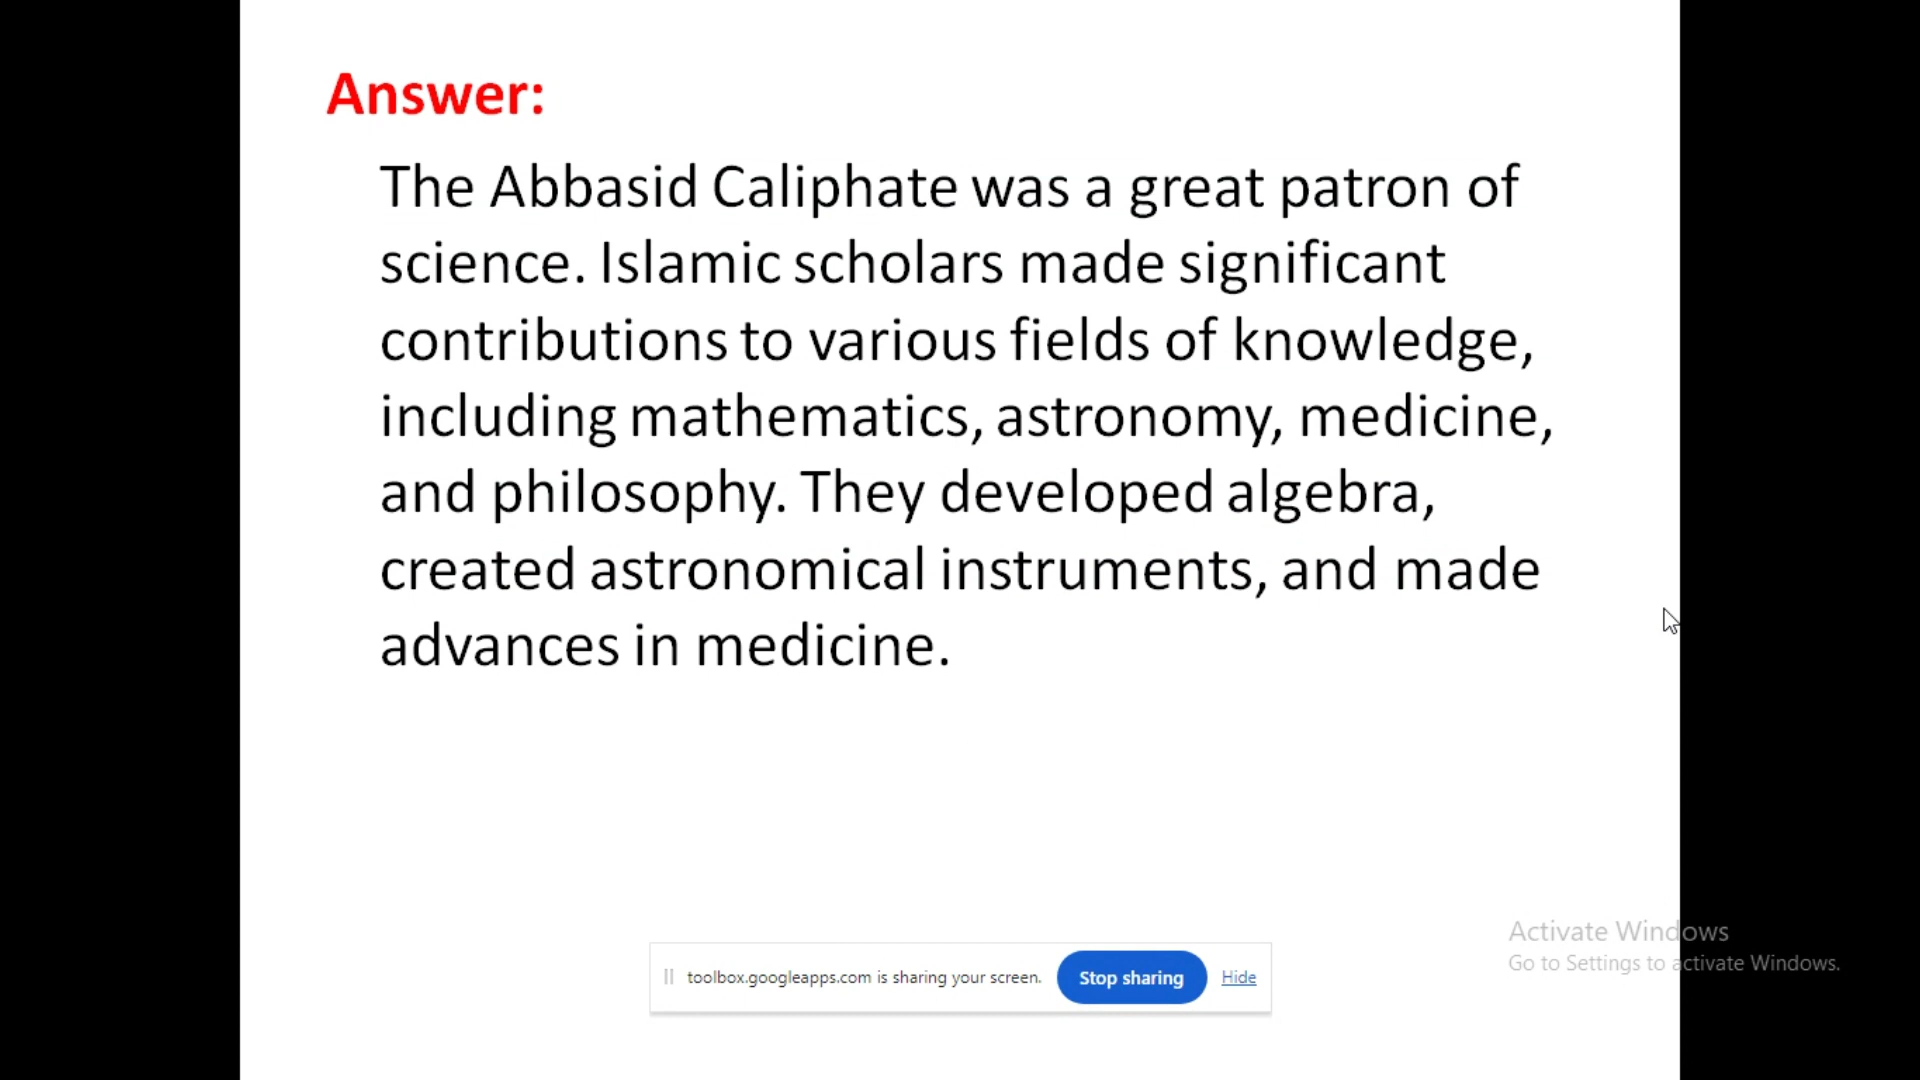 Answer:
The Abbasid Caliphate was a great patron of
science. Islamic scholars made significant
contributions to various fields of knowledge,
including mathematics, astronomy, medicine,
and philosophy. They developed algebra,
created astronomical instruments, and made
advances in medicine.
Activate Windows
Go to Settings to activate Windows.
toolbox.googleapps.com is sharing your screen. Stop sharing Hide